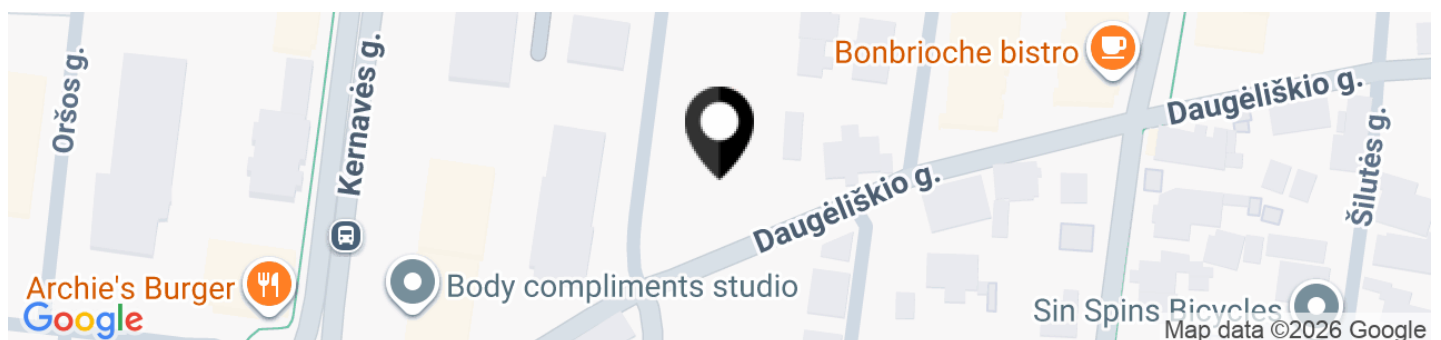 Oršos g.
Kernavės g.
Bonbrioche bistro
Daugėliškio g.
Šilutės g.
Daugėliškio g.
Archie's Burger
Body compliments studio
Sin Spins Bicycles
Google
Map data ©2026 Google